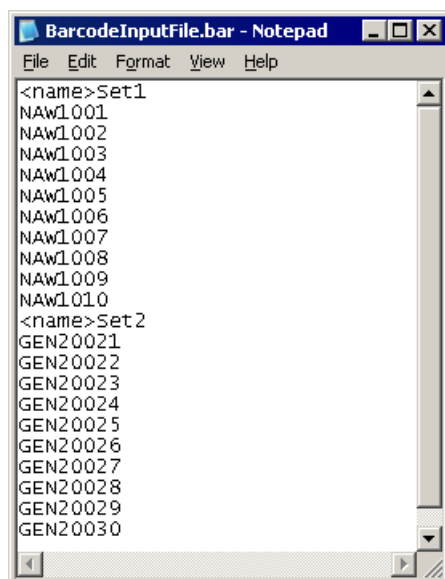 BarcodeInputFile.bar - Notepad
File Edit Format View Help
<name>Set1
NAW1001
NAW1002
NAW1003
NAW1004
NAW1005
NAW1006
NAW1007
NAW1008
NAW1009
NAW1010
<name>Set2
GEN20021
GEN20022
GEN20023
GEN20024
GEN20025
GEN20026
GEN20027
GEN20028
GEN20029
GEN20030